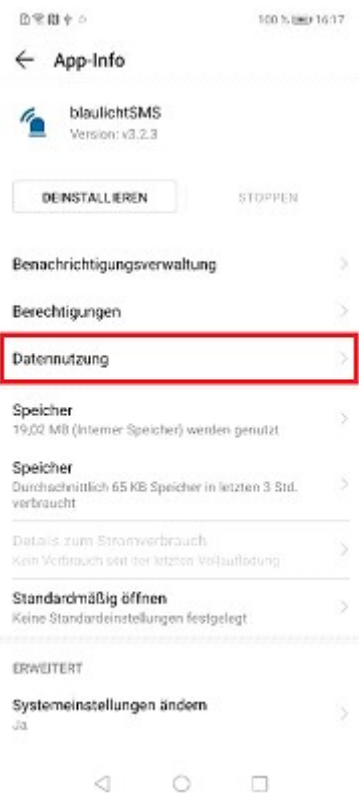 100 % 16:17
App-Info
blaulichtSMS
Version: v3.2.3
DEINSTALLIEREN
STOPPEN
Benachrichtigungsverwaltung
Berechtigungen
Datennutzung
Speicher
19,02 MB (Interner Speicher) werden genutzt
Speicher
Durchschnittlich 65 KB Speicher in letzten 3 Std.
verbraucht
Details zum Stromverbrauch
Kein Verbrauch seit der letzten Vollaufladung
Standardmäßig öffnen
Keine Standardeinstellungen festgelegt
ERWEITERT
Systemeinstellungen ändern
Ja